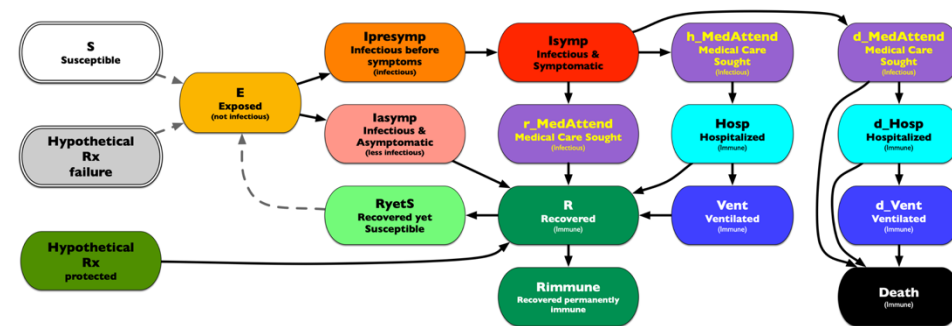 S
Susceptible
Hypothetical
Rx
failure
Hypothetical
Rx
protected
E
Exposed
(not infectious)
Ipresymp
Infectious before
symptoms
(infectious)
Iasymp
Infectious &
Asymptomatic
(less infectious)
RyetS
Recovered yet
Susceptible
Isymp
Infectious &
Symptomatic
r_MedAttend
Medical Care Sought
(Infectious)
R
Recovered
(Immune)
Rimmune
Recovered permanently
immune
h_MedAttend
Medical Care
Sought
(Infectious)
Hosp
Hospitalized
(Immune)
Vent
Ventilated
(Immune)
d_MedAttend
Medical Care
Sought
(Infectious)
d_Hosp
Hospitalized
(Immune)
d_Vent
Ventilated
(Immune)
Death
(Immune)